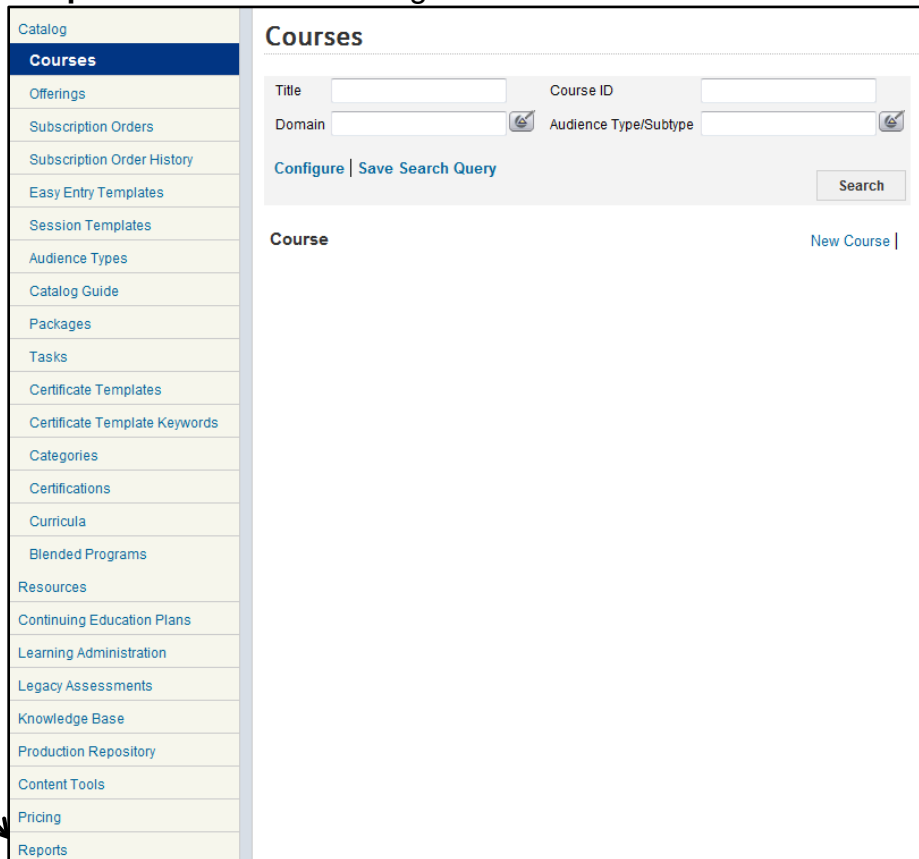 Catalog
Courses
Offerings
Subscription Orders
Subscription Order History
Easy Entry Templates
Session Templates
Audience Types
Catalog Guide
Packages
Tasks
Certificate Templates
Certificate Template Keywords
Categories
Certifications
Curricula
Blended Programs
Resources
Continuing Education Plans
Learning Administration
Legacy Assessments
Knowledge Base
Production Repository
Content Tools
Pricing
Reports
Courses
Title Course ID
Domain Audience Type/Subtype
Configure | Save Search Query
Search
Course New Course |